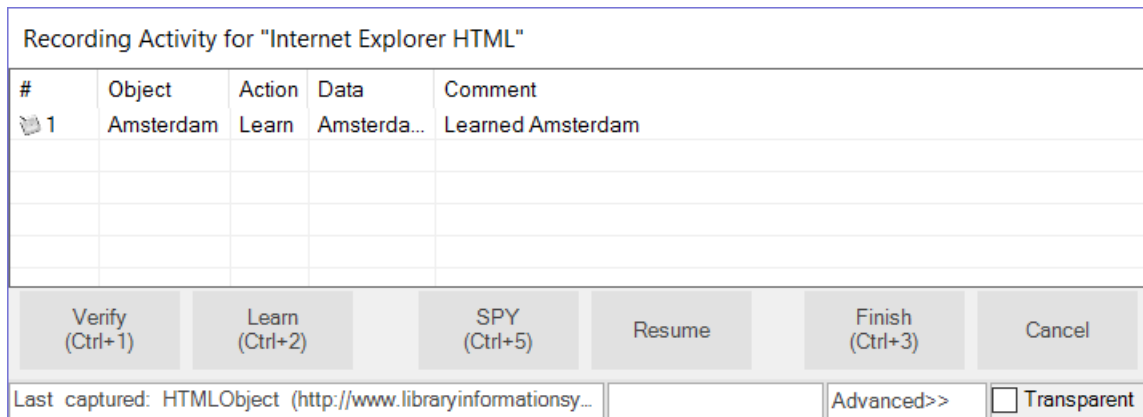 Recording Activity for "Internet Explorer HTML"
# Object Action Data Comment
1 Amsterdam Learn Amsterda... Learned Amsterdam
Verify Learn SPY Resume Finish Cancel
(Ctrl+1) (Ctrl+2) (Ctrl+5) (Ctrl+3)
Last captured: HTMLObject (http://www.libraryinformationsy... Advanced>> Transparent